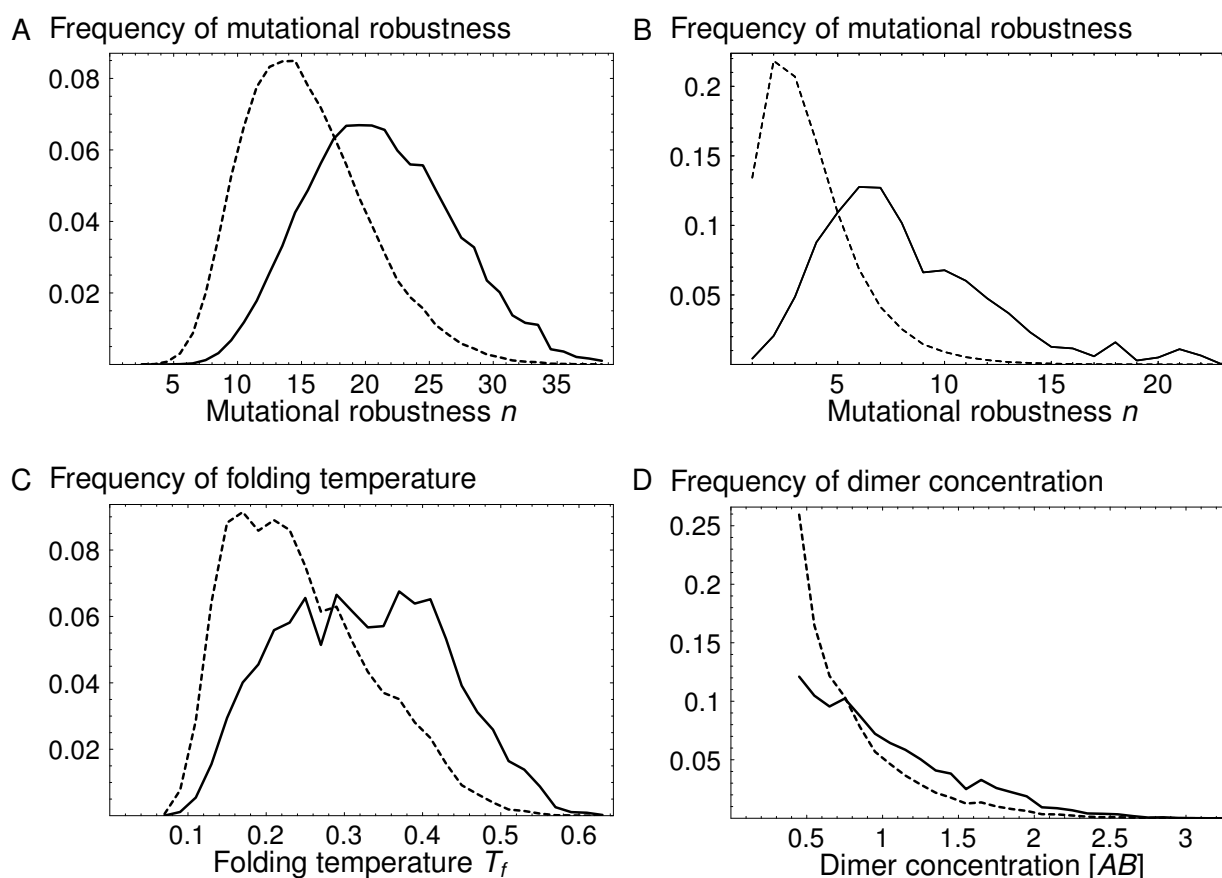 A Frequency of mutational robustness
0.08
0.06
0.04
0.02
5 10 15 20 25 30 35
Mutational robustness n
B Frequency of mutational robustness
0.2
0.15
0.1
0.05
5 10 15 20
Mutational robustness n
C Frequency of folding temperature
0.08
0.06
0.04
0.02
0.1 0.2 0.3 0.4 0.5 0.6
Folding temperature T_f
D Frequency of dimer concentration
0.25
0.2
0.15
0.1
0.05
0.5 1 1.5 2 2.5 3
Dimer concentration [AB]